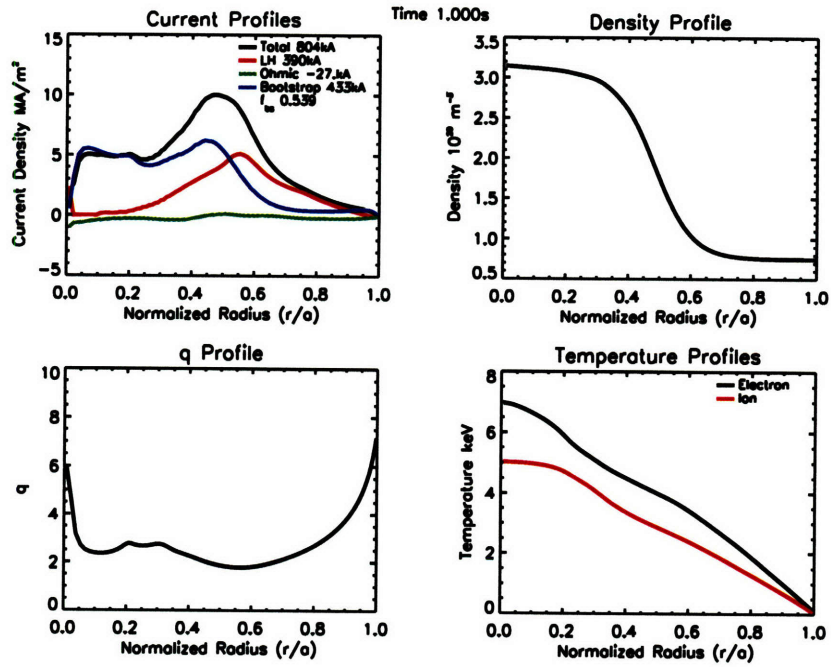 Time 1.000s
Current Profiles
Total 804kA
LH 390kA
Ohmic -27.kA
Bootstrap 433kA
f_bs 0.539
Current Density MA/m²
15
10
5
0
-5
0.0 0.2 0.4 0.6 0.8 1.0
Normalized Radius (r/a)
Density Profile
Density 10²⁰ m⁻³
3.5
3.0
2.5
2.0
1.5
1.0
0.5
0.0 0.2 0.4 0.6 0.8 1.0
Normalized Radius (r/a)
q Profile
q
10
8
6
4
2
0
0.0 0.2 0.4 0.6 0.8 1.0
Normalized Radius (r/a)
Temperature Profiles
Electron
Ion
Temperature keV
8
6
4
2
0
0.0 0.2 0.4 0.6 0.8 1.0
Normalized Radius (r/a)